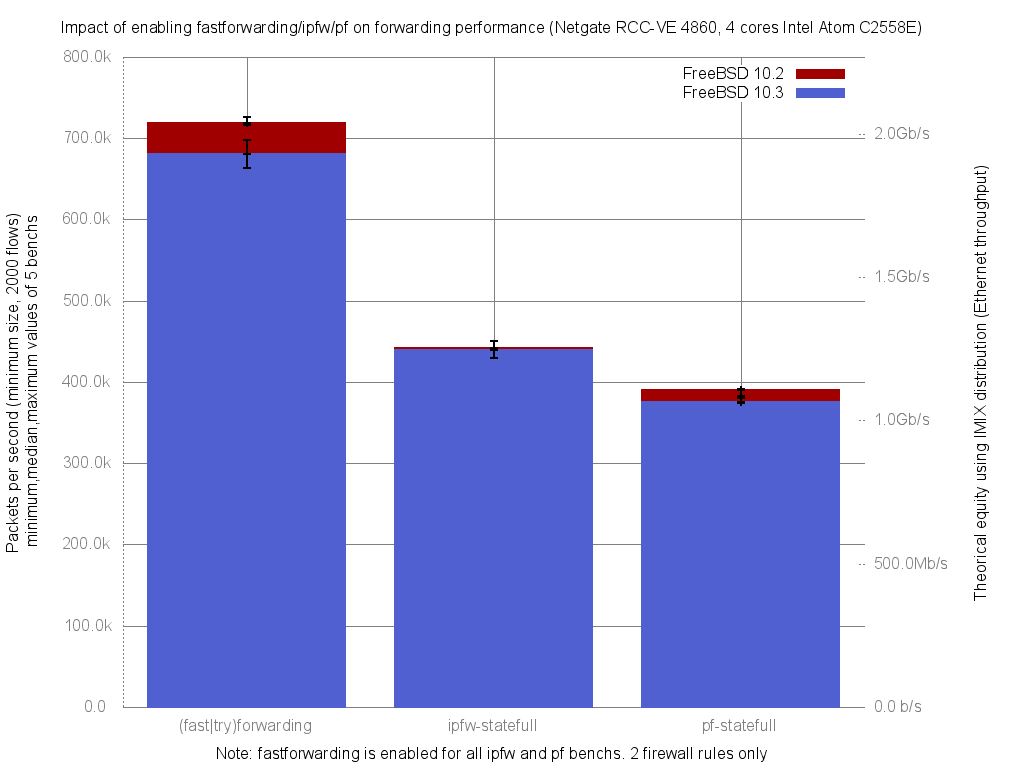 Impact of enabling fastforwarding/ipfw/pf on forwarding performance (Netgate RCC-VE 4860, 4 cores Intel Atom C2558E)
FreeBSD 10.2
FreeBSD 10.3
800.0k
700.0k
600.0k
500.0k
400.0k
300.0k
200.0k
100.0k
0.0
Packets per second (minimum size, 2000 flows)
minimum,median,maximum values of 5 benchs
2.0Gb/s
1.5Gb/s
1.0Gb/s
500.0Mb/s
0.0 b/s
Theorical equity using IMIX distribution (Ethernet throughput)
(fast|try)forwarding
ipfw-statefull
pf-statefull
Note: fastforwarding is enabled for all ipfw and pf benchs. 2 firewall rules only